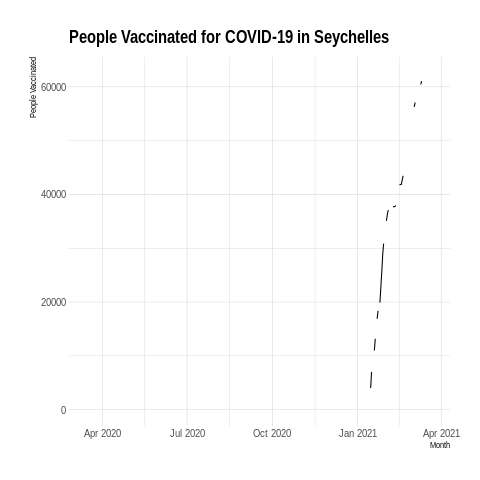 People Vaccinated for COVID-19 in Seychelles
People Vaccinated
60000
40000
20000
0
Apr 2020 Jul 2020 Oct 2020 Jan 2021 Apr 2021
Month